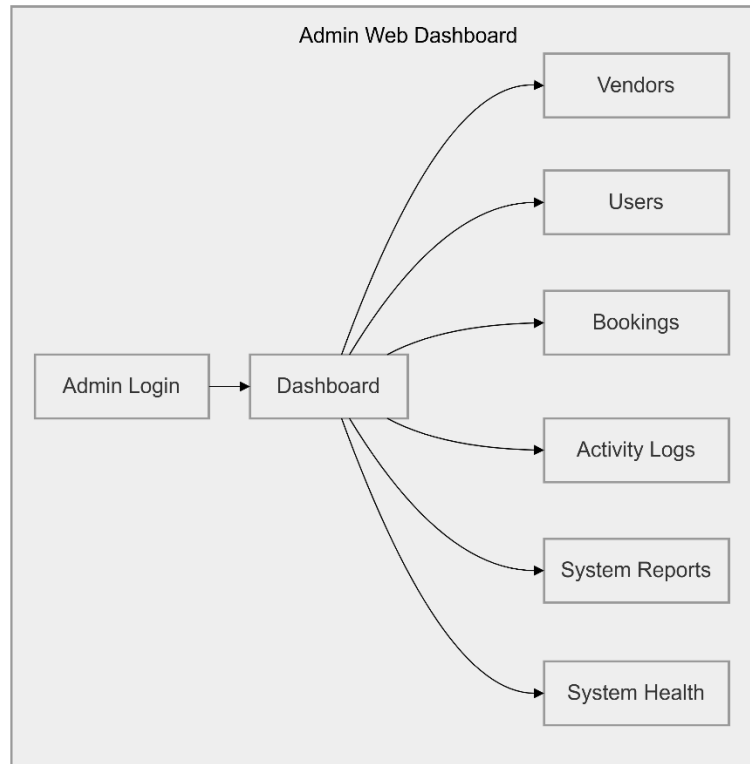 Admin Web Dashboard
Vendors
Users
Bookings
Admin Login
Dashboard
Activity Logs
System Reports
System Health